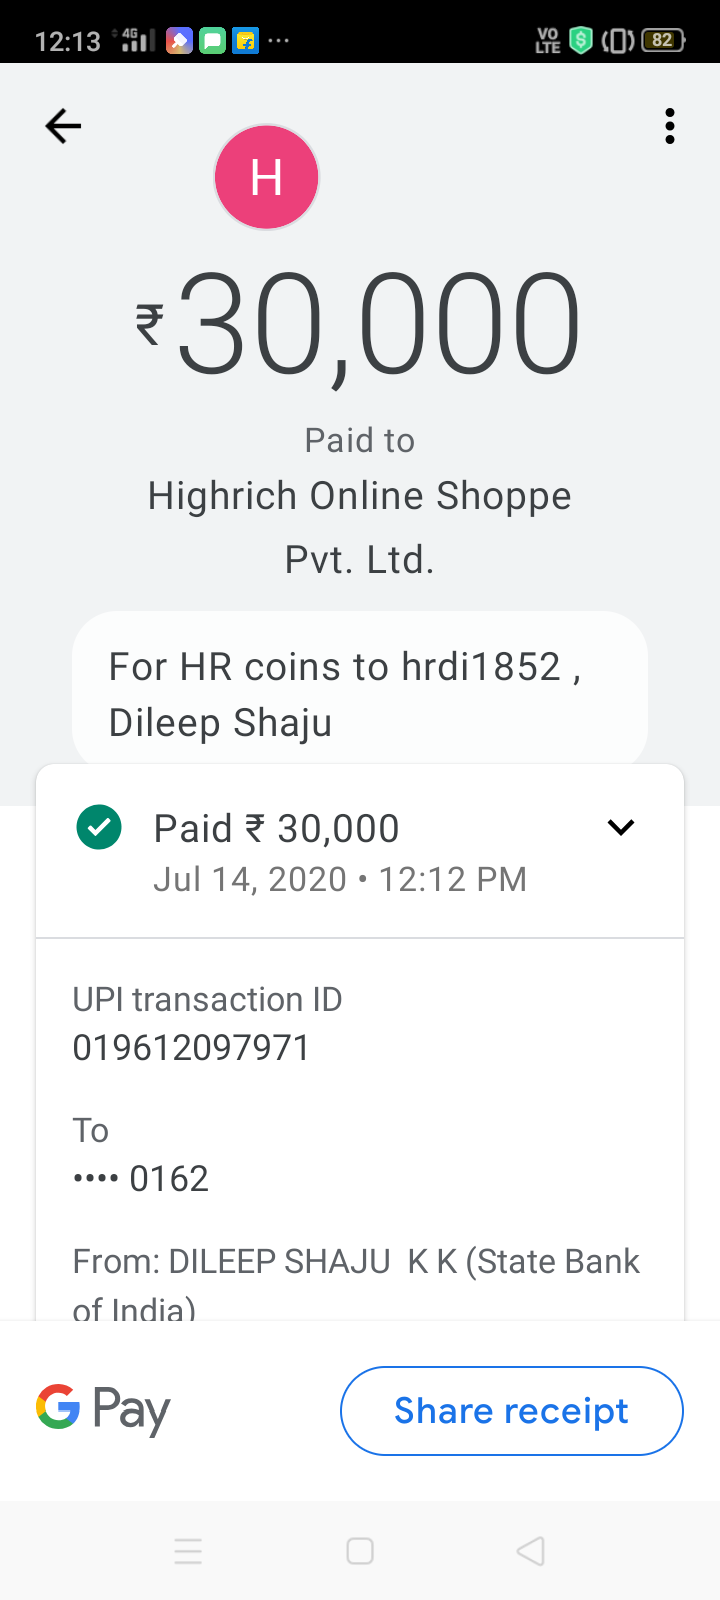 12:13 4G VO LTE 82
H
₹30,000
Paid to
Highrich Online Shoppe
Pvt. Ltd.
For HR coins to hrdi1852 ,
Dileep Shaju
Paid ₹ 30,000
Jul 14, 2020 • 12:12 PM
UPI transaction ID
019612097971
To
•••• 0162
From: DILEEP SHAJU K K (State Bank
of India)
G Pay
Share receipt